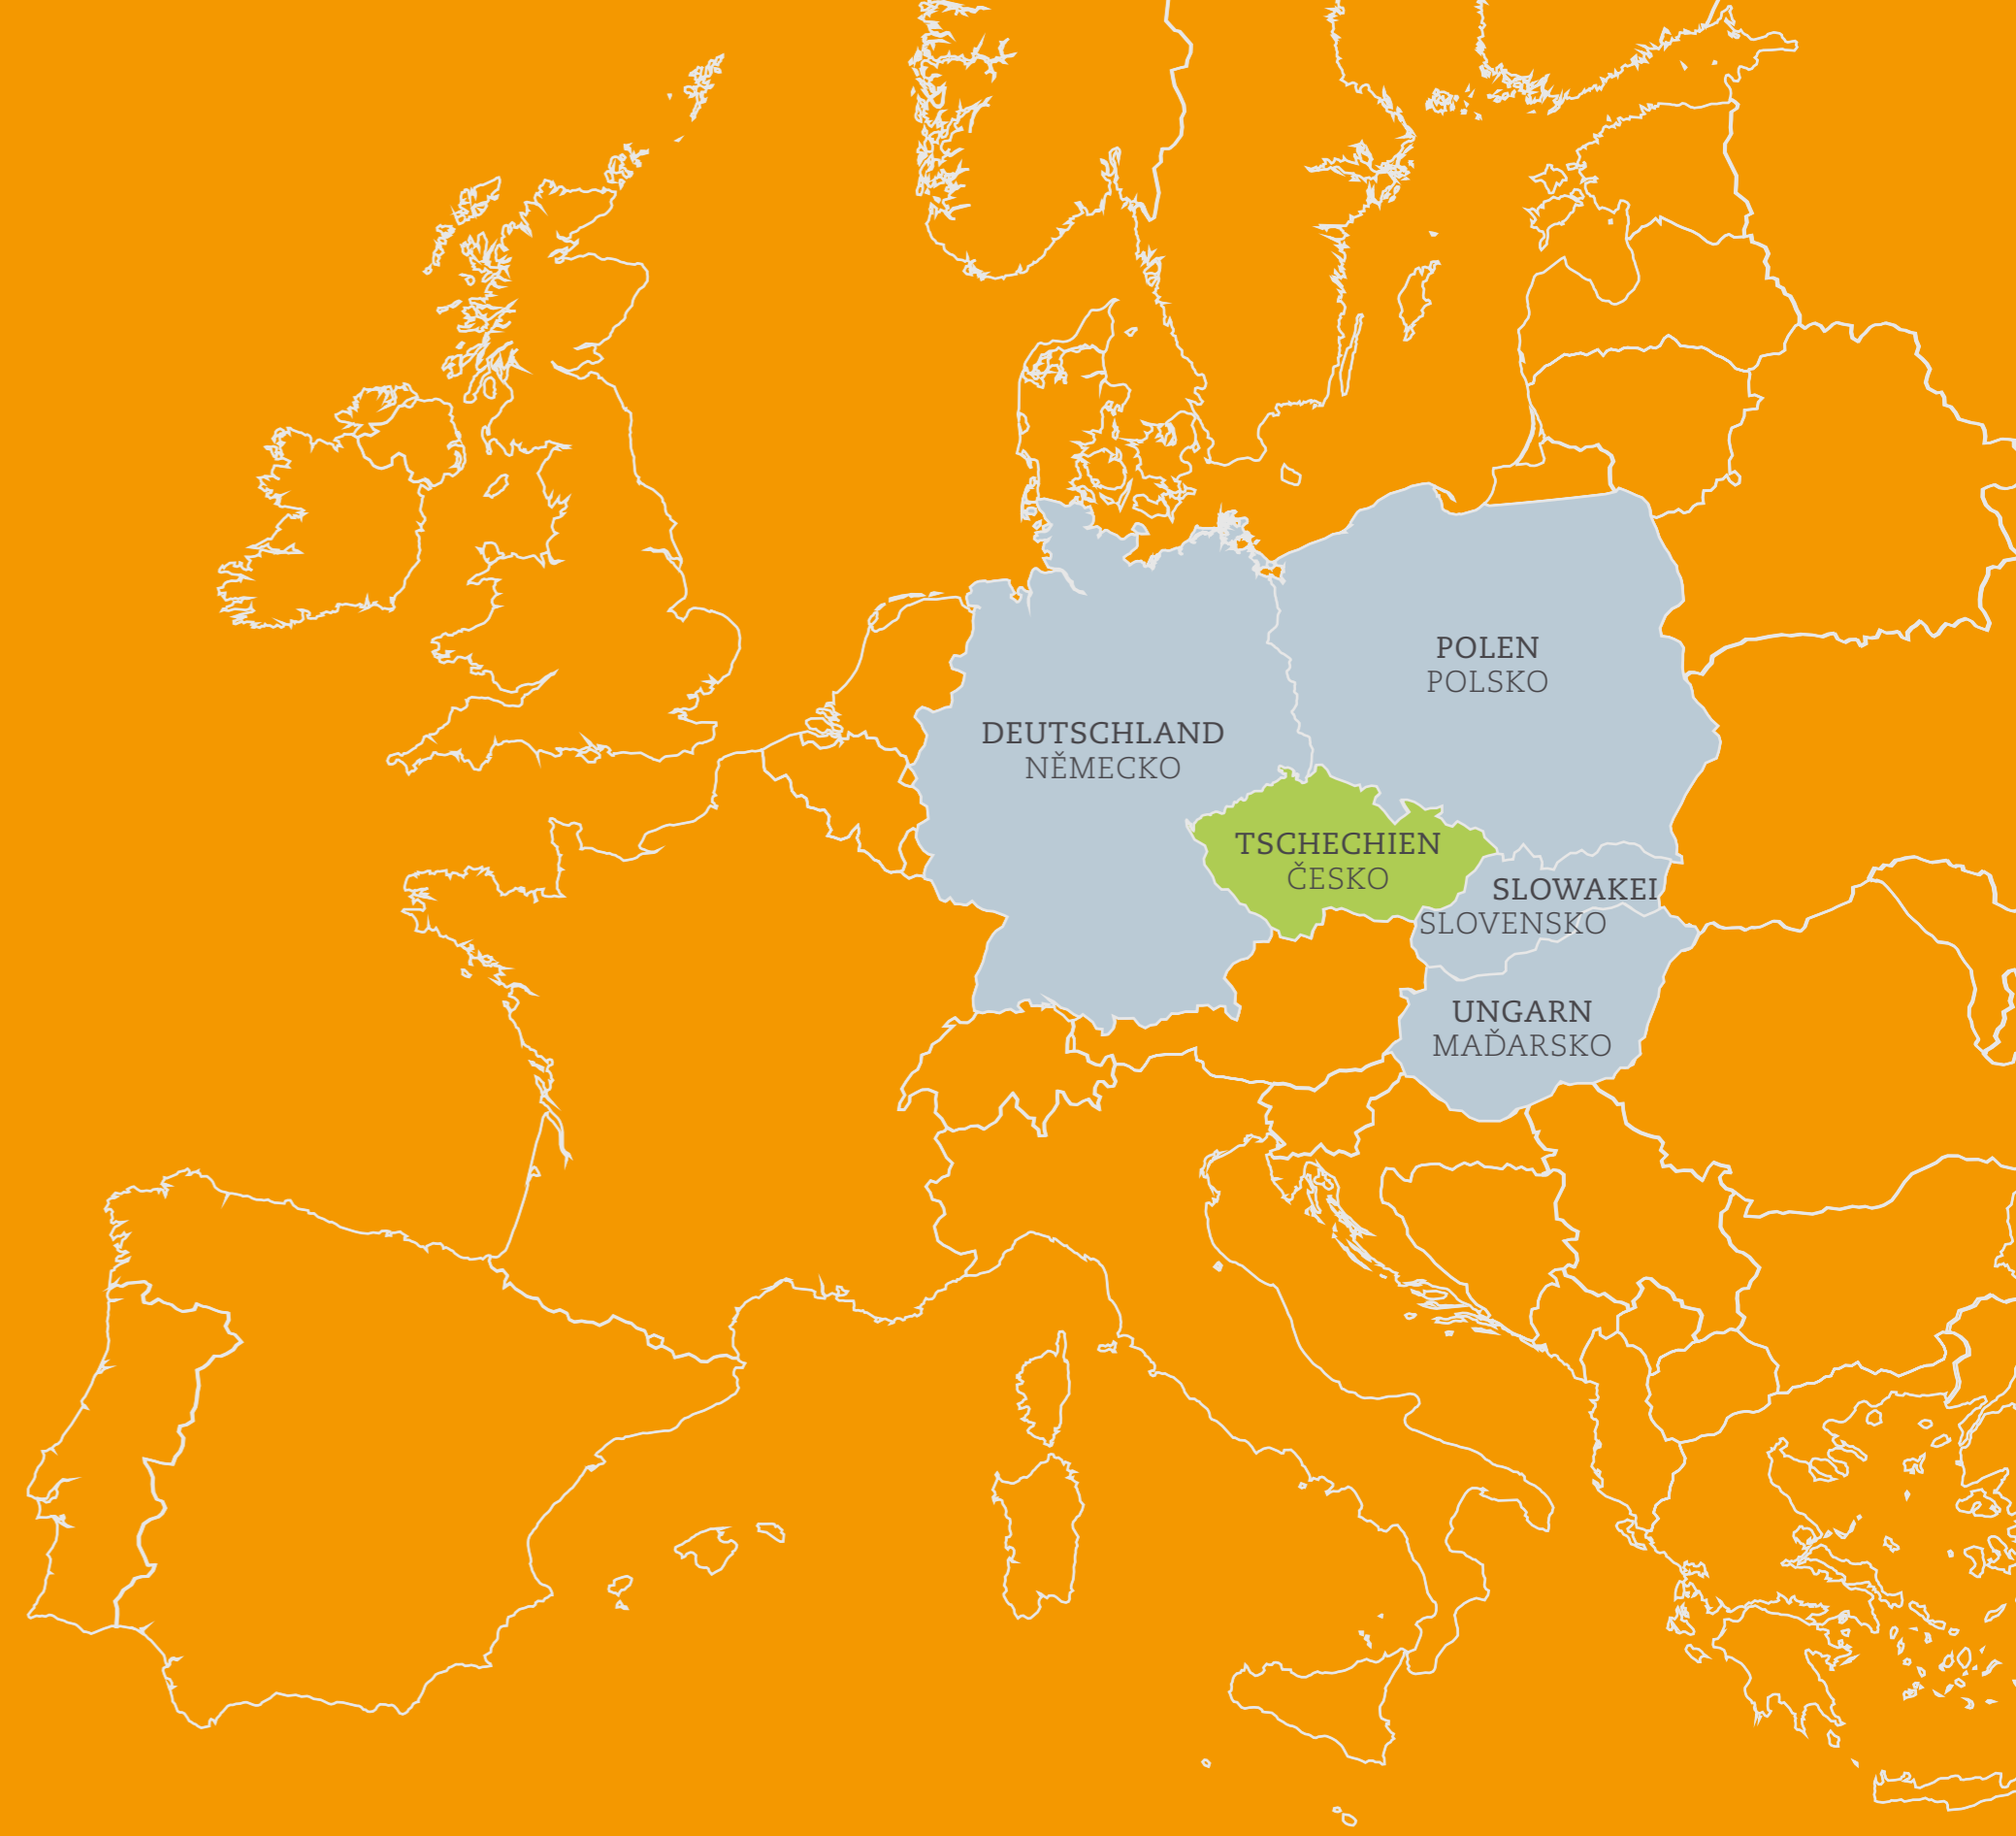 POLEN
POLSKO
DEUTSCHLAND
NĚMECKO
TSCHECHIEN
ČESKO
SLOWAKEI
SLOVENSKO
UNGARN
MAĎARSKO